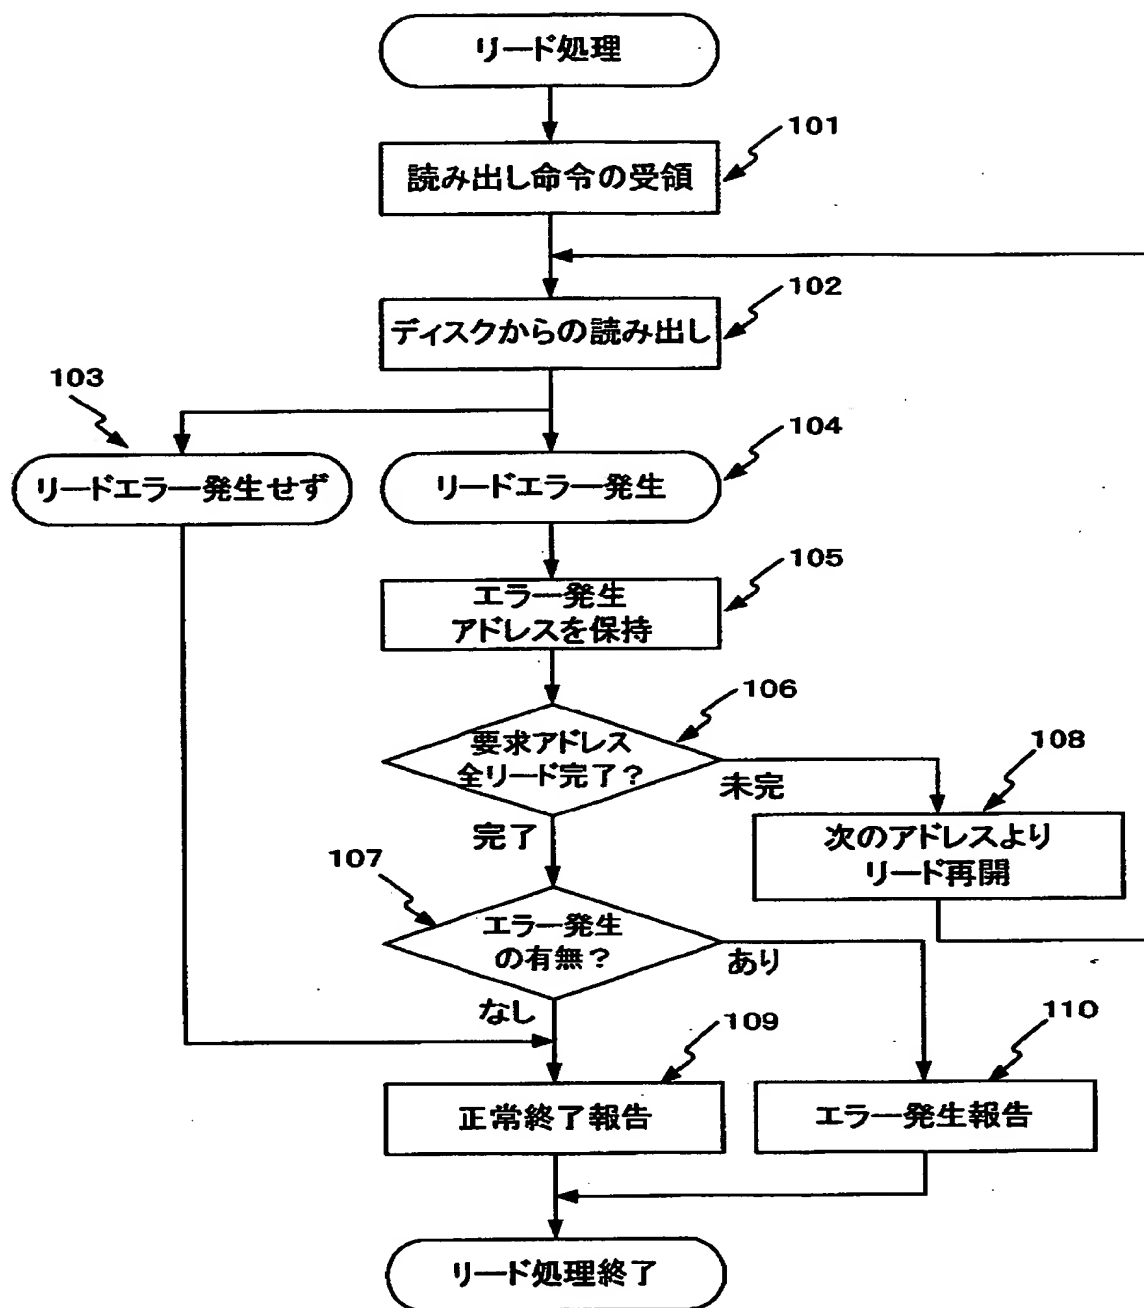 リード処理
101
読み出し命令の受領
102
ディスクからの読み出し
103
104
リードエラー発生せず
リードエラー発生
105
エラー発生
アドレスを保持
106
要求アドレス
全リード完了?
未完
108
完了
次のアドレスより
リード再開
107
エラー発生
の有無?
あり
なし
109
110
正常終了報告
エラー発生報告
リード処理終了